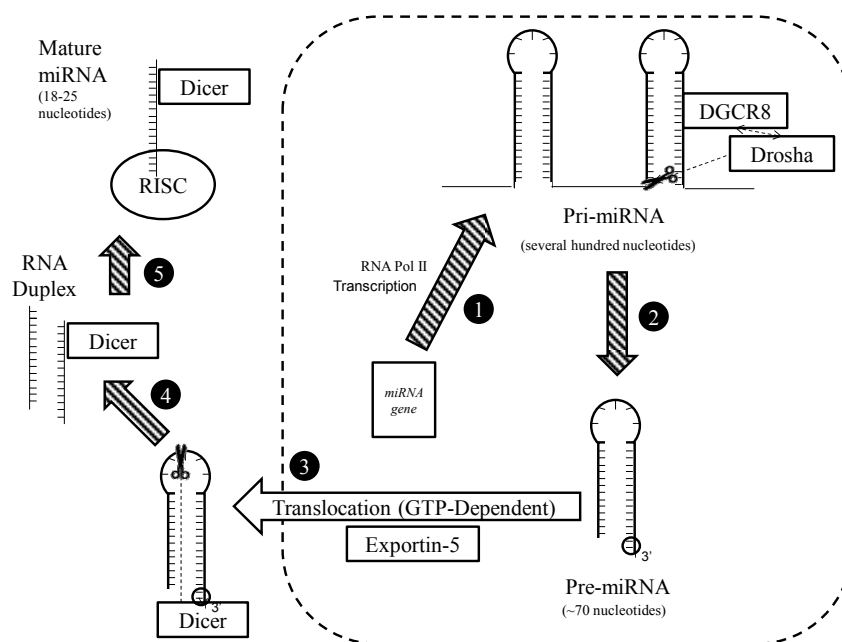 Mature
miRNA
(18-25
nucleotides)
Dicer
RISC
DGCR8
Drosha
Pri-miRNA
(several hundred nucleotides)
RNA Pol II
Transcription
1
2
miRNA
gene
5
RNA
Duplex
Dicer
4
3
Translocation (GTP-Dependent)
Exportin-5
3'
Pre-miRNA
(~70 nucleotides)
3'
Dicer